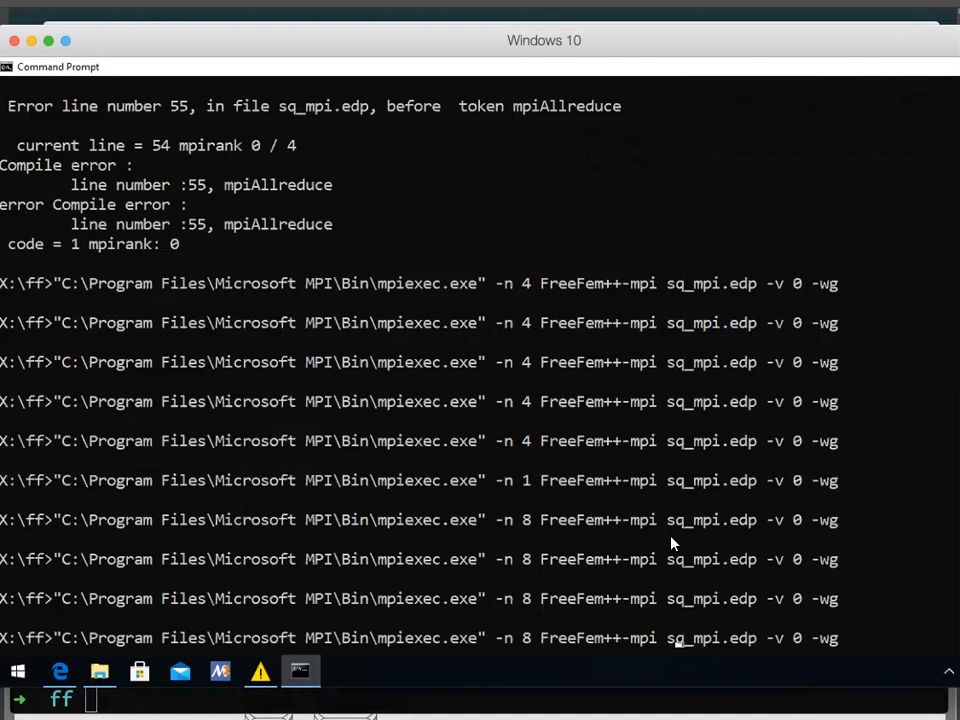 Windows 10
Command Prompt
Error line number 55, in file sq_mpi.edp, before  token mpiAllreduce
current line = 54 mpirank 0 / 4
Compile error :
line number :55, mpiAllreduce
error Compile error :
line number :55, mpiAllreduce
code = 1 mpirank: 0
X:\ff>"C:\Program Files\Microsoft MPI\Bin\mpiexec.exe" -n 4 FreeFem++-mpi sq_mpi.edp -v 0 -wg
X:\ff>"C:\Program Files\Microsoft MPI\Bin\mpiexec.exe" -n 4 FreeFem++-mpi sq_mpi.edp -v 0 -wg
X:\ff>"C:\Program Files\Microsoft MPI\Bin\mpiexec.exe" -n 4 FreeFem++-mpi sq_mpi.edp -v 0 -wg
X:\ff>"C:\Program Files\Microsoft MPI\Bin\mpiexec.exe" -n 4 FreeFem++-mpi sq_mpi.edp -v 0 -wg
X:\ff>"C:\Program Files\Microsoft MPI\Bin\mpiexec.exe" -n 4 FreeFem++-mpi sq_mpi.edp -v 0 -wg
X:\ff>"C:\Program Files\Microsoft MPI\Bin\mpiexec.exe" -n 1 FreeFem++-mpi sq_mpi.edp -v 0 -wg
X:\ff>"C:\Program Files\Microsoft MPI\Bin\mpiexec.exe" -n 8 FreeFem++-mpi sq_mpi.edp -v 0 -wg
X:\ff>"C:\Program Files\Microsoft MPI\Bin\mpiexec.exe" -n 8 FreeFem++-mpi sq_mpi.edp -v 0 -wg
X:\ff>"C:\Program Files\Microsoft MPI\Bin\mpiexec.exe" -n 8 FreeFem++-mpi sq_mpi.edp -v 0 -wg
X:\ff>"C:\Program Files\Microsoft MPI\Bin\mpiexec.exe" -n 8 FreeFem++-mpi sq_mpi.edp -v 0 -wg
→ ff